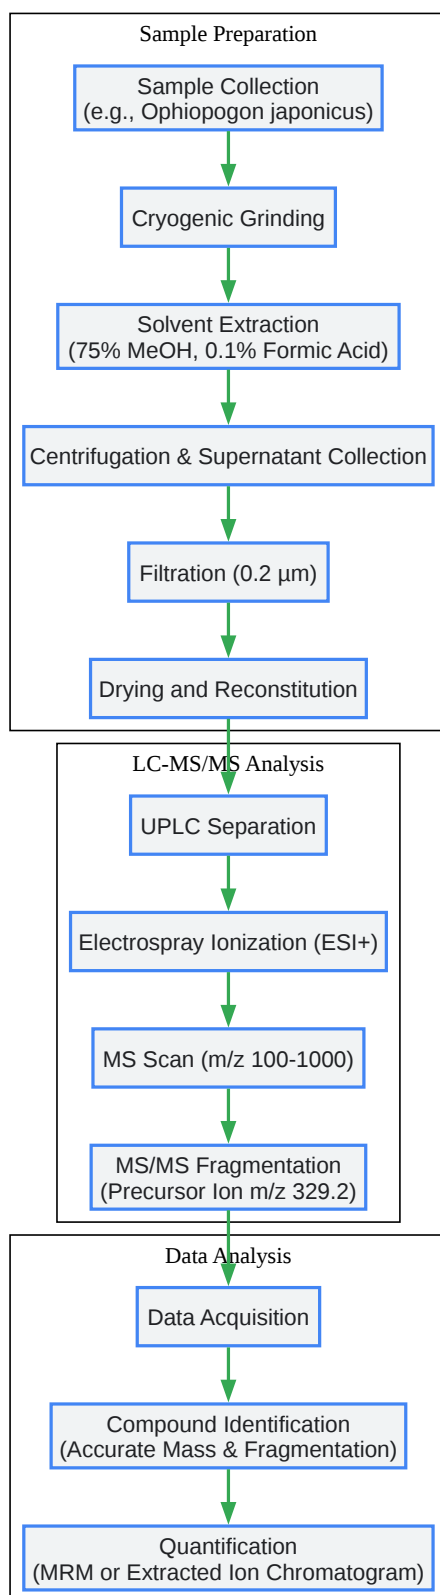 Sample Preparation
Sample Collection
(e.g., Ophiopogon japonicus)
Cryogenic Grinding
Solvent Extraction
(75% MeOH, 0.1% Formic Acid)
Centrifugation & Supernatant Collection
Filtration (0.2 µm)
Drying and Reconstitution
LC-MS/MS Analysis
UPLC Separation
Electrospray Ionization (ESI+)
MS Scan (m/z 100-1000)
MS/MS Fragmentation
(Precursor Ion m/z 329.2)
Data Analysis
Data Acquisition
Compound Identification
(Accurate Mass & Fragmentation)
Quantification
(MRM or Extracted Ion Chromatogram)